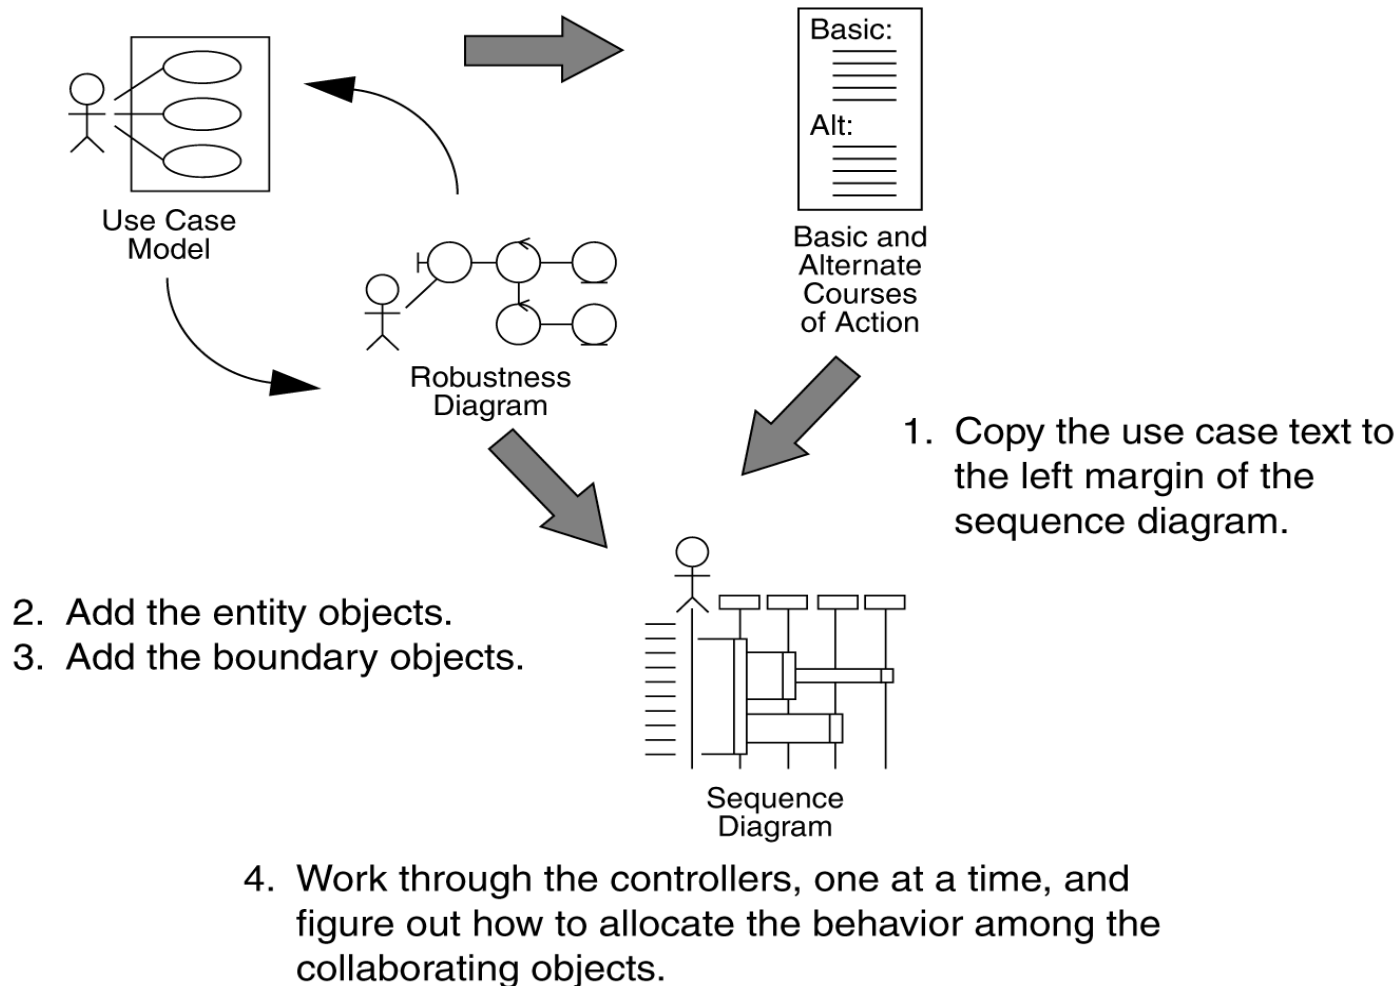 Basic:
Alt:
Use Case
Model
Basic and
Alternate
Courses
of Action
Robustness
Diagram
1. Copy the use case text to
the left margin of the
sequence diagram.
2. Add the entity objects.
3. Add the boundary objects.
Sequence
Diagram
4. Work through the controllers, one at a time, and
figure out how to allocate the behavior among the
collaborating objects.